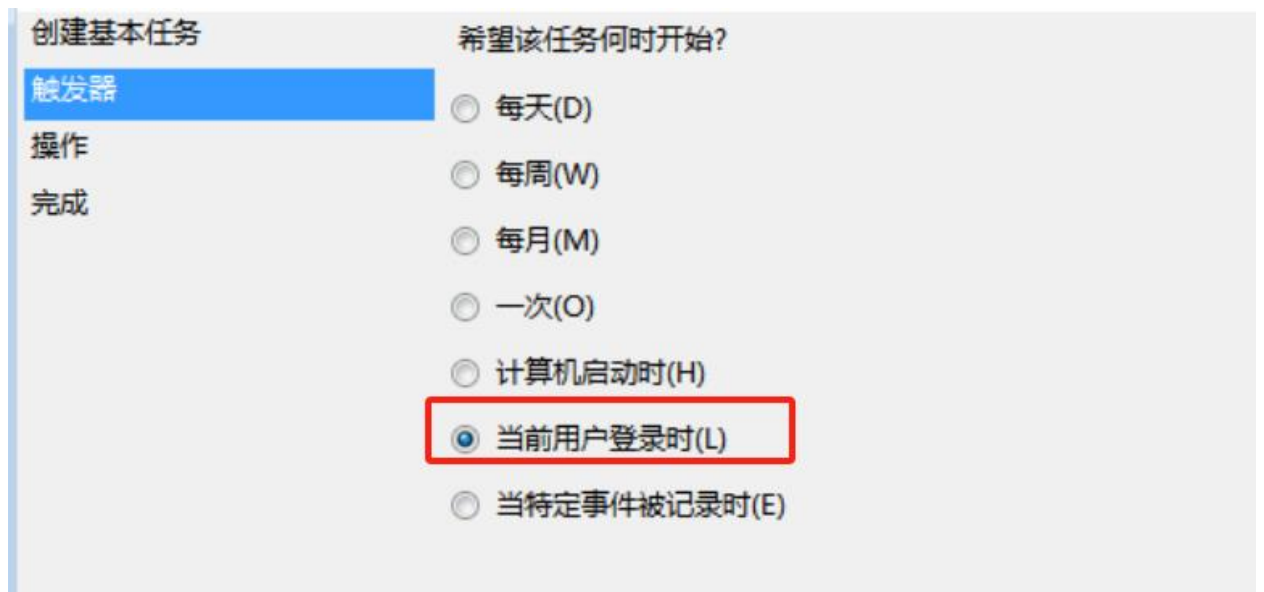 创建基本任务
触发器
操作
完成
希望该任务何时开始?
每天(D)
每周(W)
每月(M)
一次(O)
计算机启动时(H)
当前用户登录时(L)
当特定事件被记录时(E)